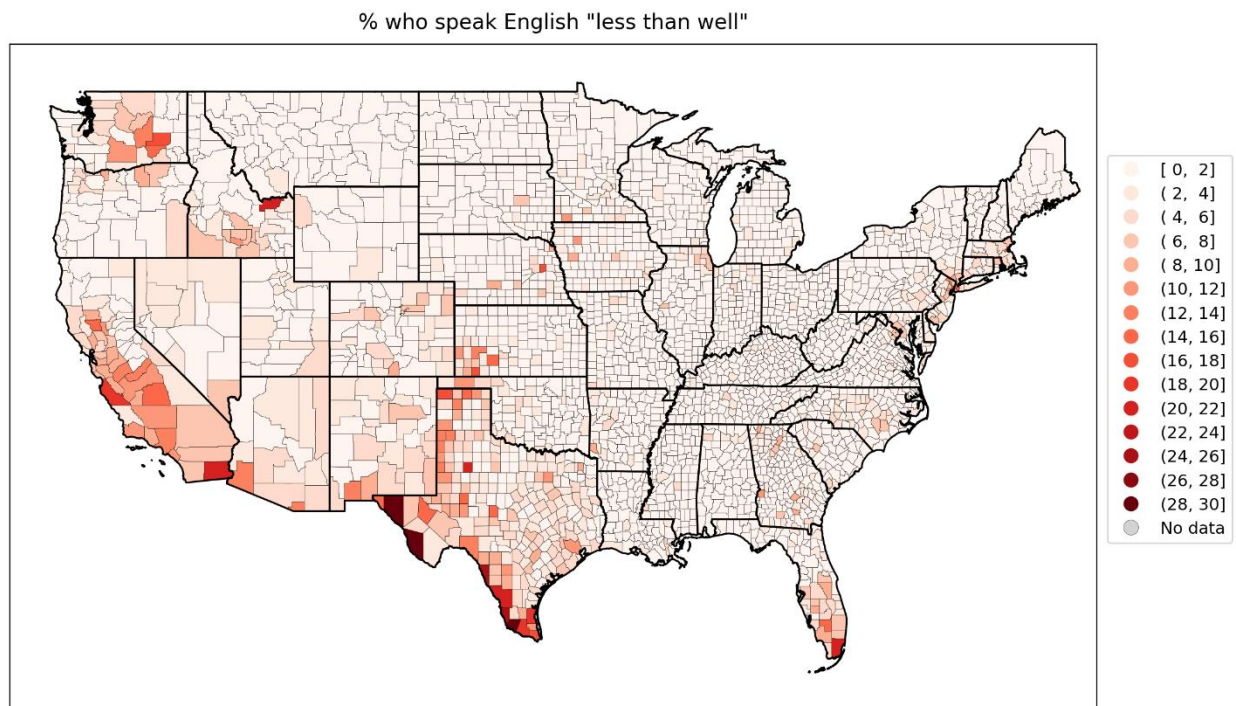 % who speak English "less than well"
[ 0,  2]
( 2,  4]
( 4,  6]
( 6,  8]
( 8, 10]
(10, 12]
(12, 14]
(14, 16]
(16, 18]
(18, 20]
(20, 22]
(22, 24]
(24, 26]
(26, 28]
(28, 30]
No data